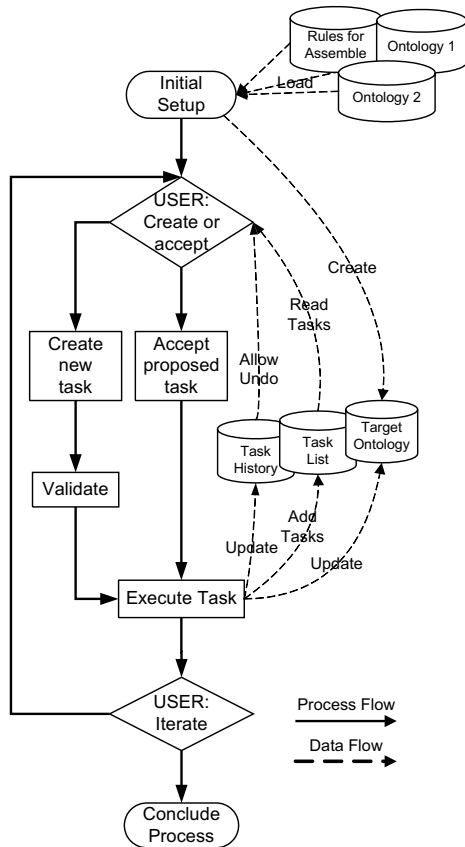 Rules for
Assemble
Ontology 1
Initial
Setup
Load
Ontology 2
USER:
Create or
accept
Create
Read
Tasks
Create
new
task
Accept
proposed
task
Allow
Undo
Task
History
Task
List
Target
Ontology
Validate
Add
Tasks
Update
Update
Execute Task
USER:
Iterate
Process Flow
Data Flow
Conclude
Process